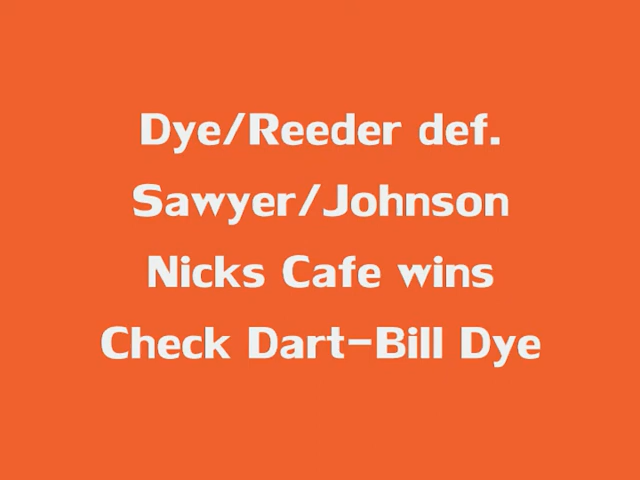 Dye/Reeder def.
Sawyer/Johnson
Nicks Cafe wins
Check Dart-Bill Dye